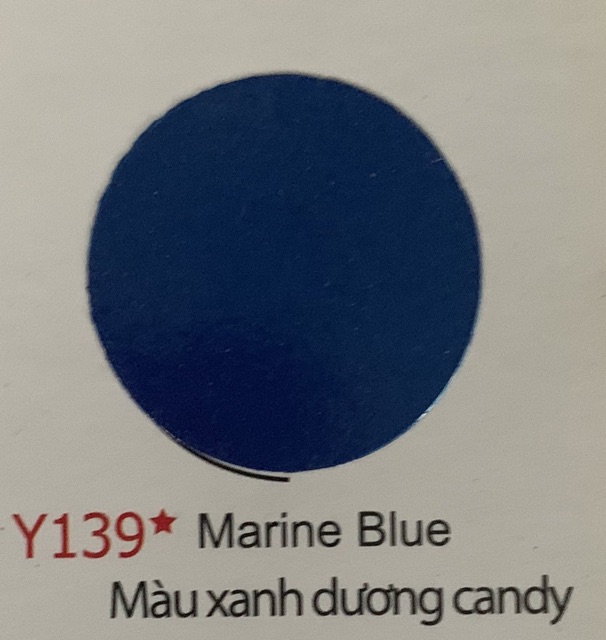 Y139★ Marine Blue
Màu xanh dương candy